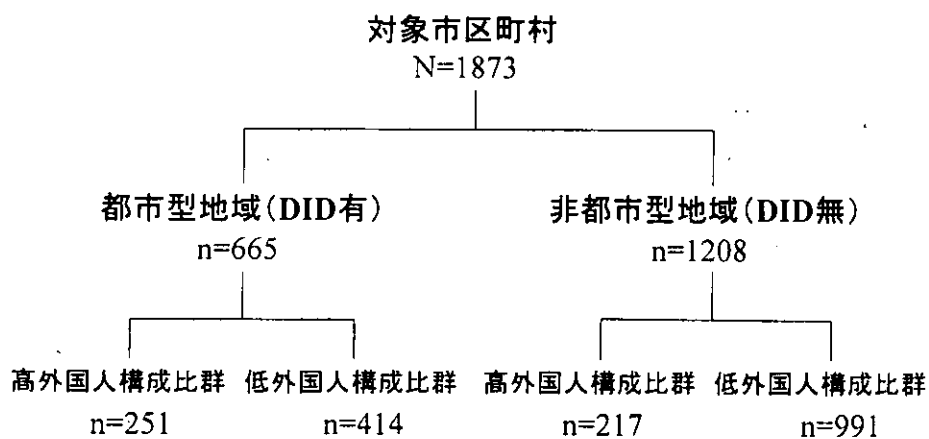 対象市区町村
N=1873
都市型地域(DID有) 非都市型地域(DID無)
n=665 n=1208
高外国人構成比群 低外国人構成比群 高外国人構成比群 低外国人構成比群
n=251 n=414 n=217 n=991